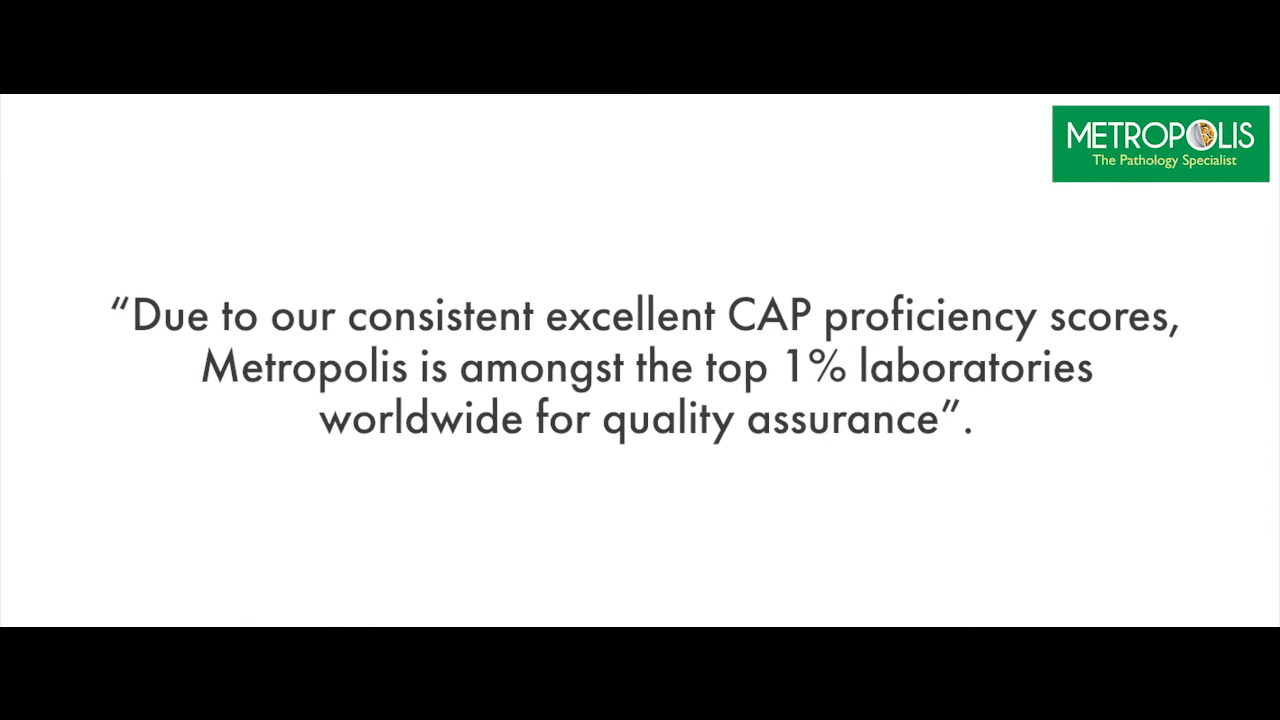 METROPOLIS
The Pathology Specialist
“Due to our consistent excellent CAP proficiency scores,
Metropolis is amongst the top 1% laboratories
worldwide for quality assurance”.